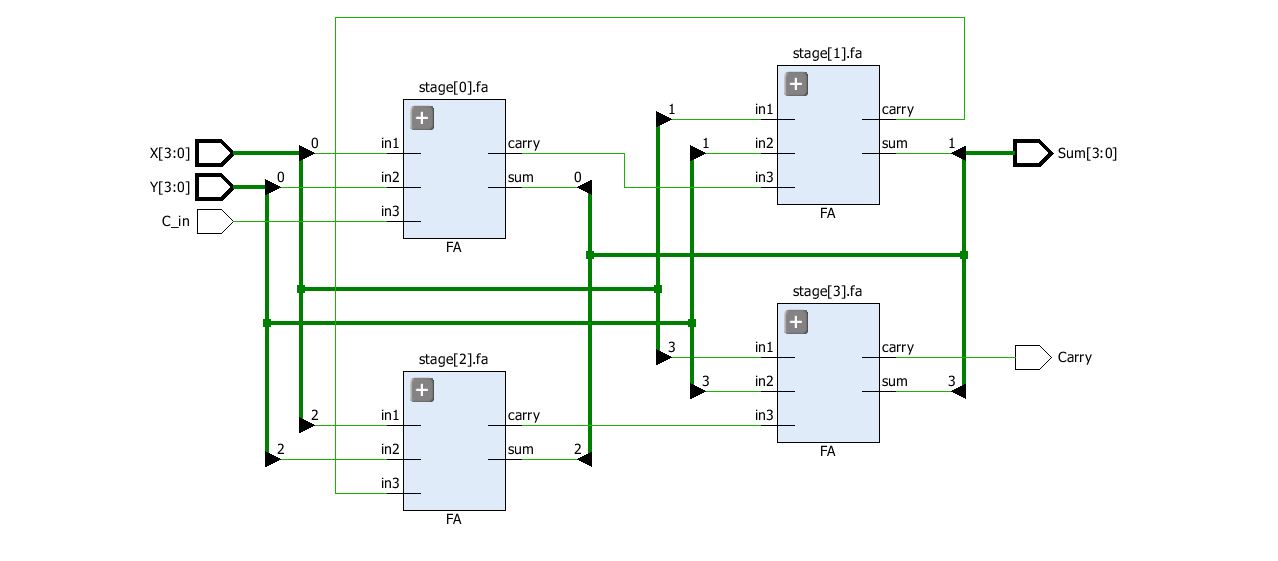 stage[1].fa
stage[0].fa
1 in1 carry
X[3:0] 0 in1 carry 1 in2 sum 1 Sum[3:0]
Y[3:0] 0 in2 sum 0 in3
C_in in3 FA
FA
stage[3].fa
stage[2].fa 3 in1 carry Carry
3 in2 sum 3
2 in1 carry in3
2 in2 sum 2 FA
in3
FA